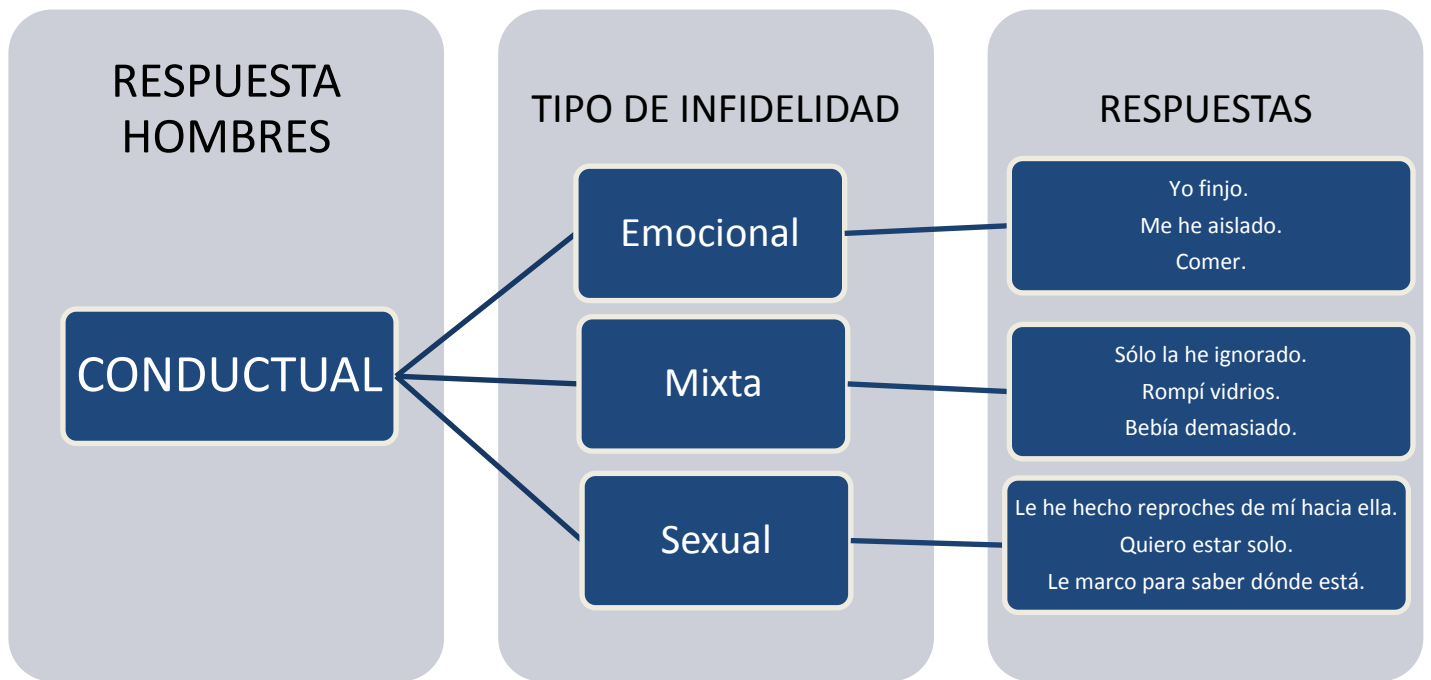 RESPUESTA
HOMBRES
CONDUCTUAL
TIPO DE INFIDELIDAD
Emocional
Mixta
Sexual
RESPUESTAS
Yo finjo.
Me he aislado.
Comer.
Sólo la he ignorado.
Rompí vidrios.
Bebía demasiado.
Le he hecho reproches de mí hacia ella.
Quiero estar solo.
Le marco para saber dónde está.